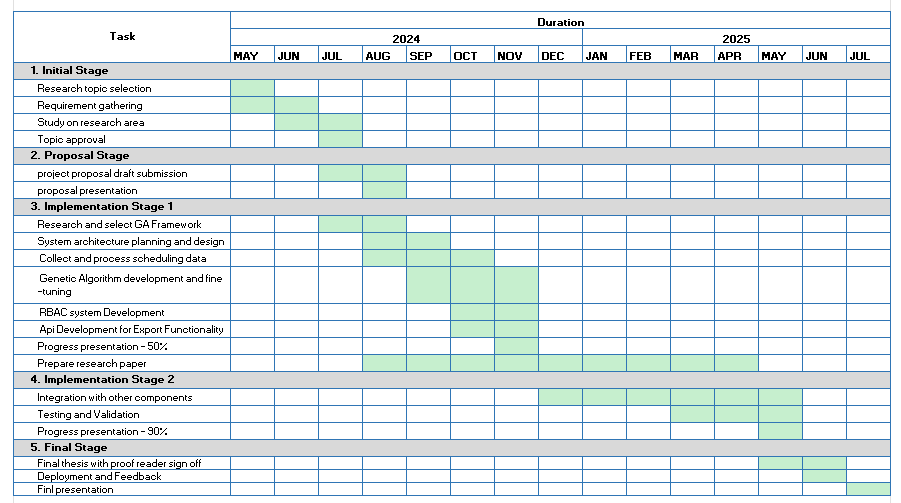 Duration
Task
2024 2025
MAY JUN JUL AUG SEP OCT NOV DEC JAN FEB MAR APR MAY JUN JUL
1. Initial Stage
Research topic selection
Requirement gathering
Study on research area
Topic approval
2. Proposal Stage
project proposal draft submission
proposal presentation
3. Implementation Stage 1
Research and select GA Framework
System architecture planning and design
Collect and process scheduling data
Genetic Algorithm development and fine
-tuning
RBAC system Development
Api Development for Export Functionality
Progress presentation - 50%
Prepare research paper
4. Implementation Stage 2
Integration with other components
Testing and Validation
Progress presentation - 90%
5. Final Stage
Final thesis with proof reader sign off
Deployment and Feedback
Finl presentation